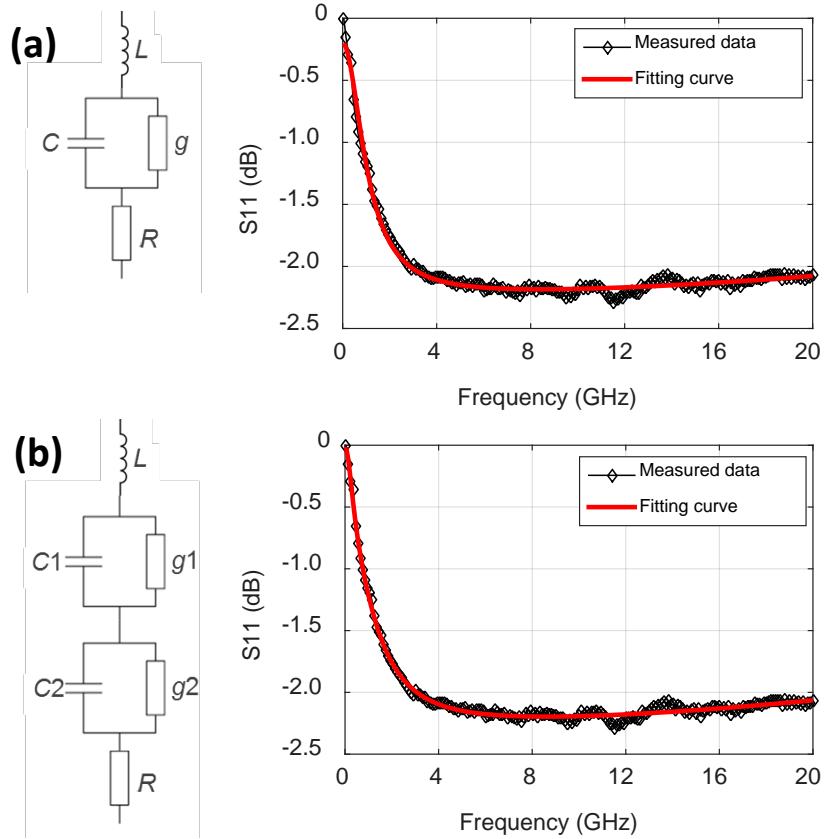 (a)
L
C
g
R
S11 (dB)
0
-0.5
-1.0
-1.5
-2.0
-2.5
Measured data
Fitting curve
0 4 8 12 16 20
Frequency (GHz)
(b)
L
C1
g1
C2
g2
R
S11 (dB)
0
-0.5
-1.0
-1.5
-2.0
-2.5
Measured data
Fitting curve
0 4 8 12 16 20
Frequency (GHz)